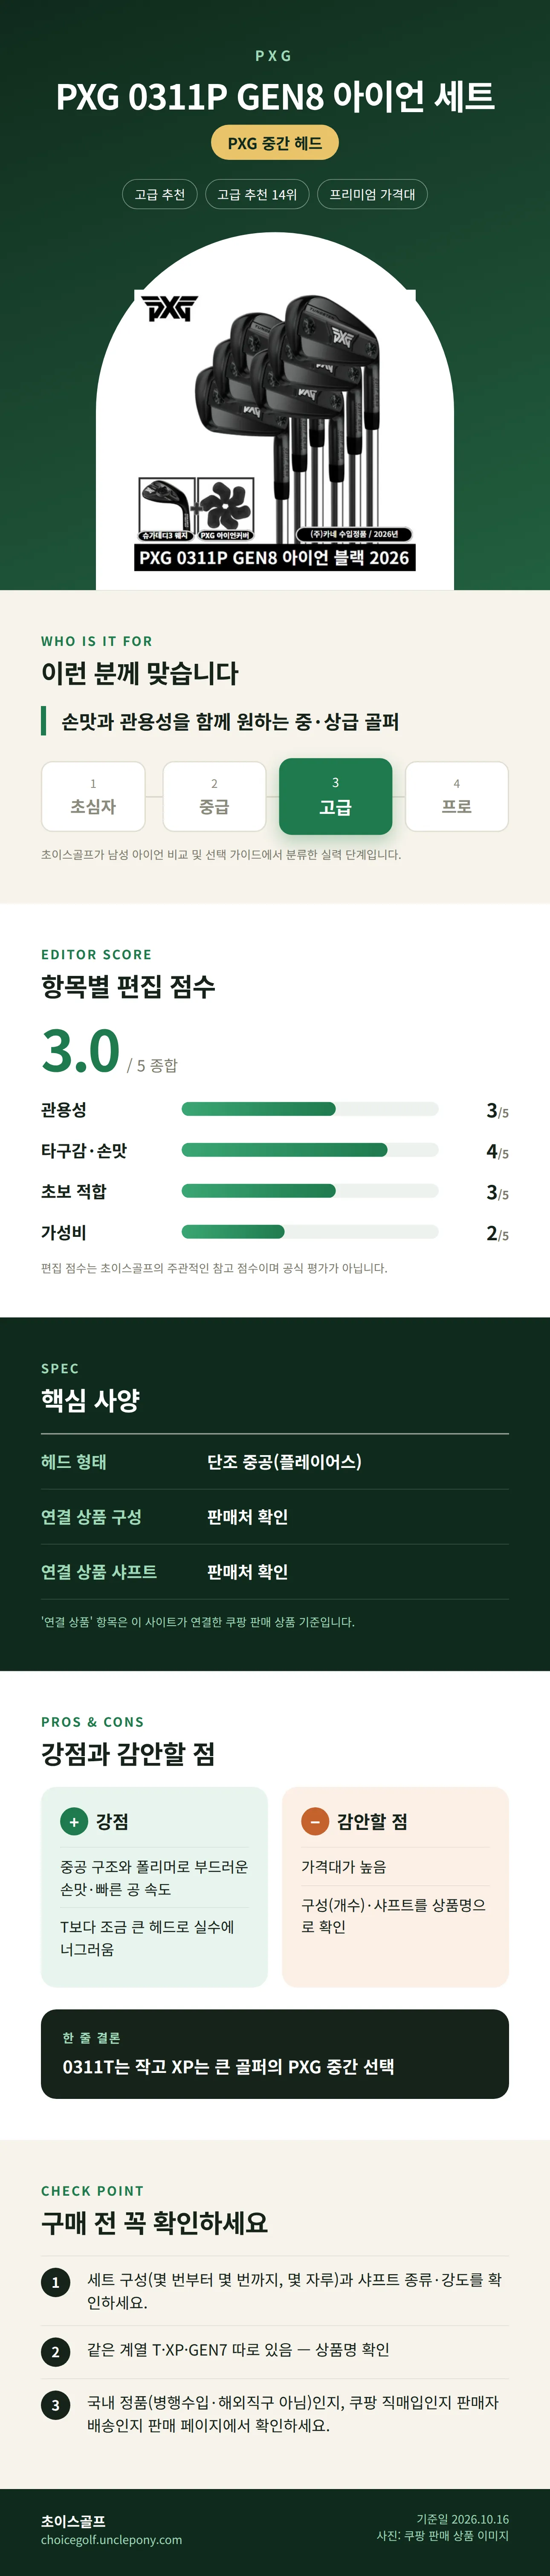 PXG
PXG 0311P GEN8 아이언 세트
PXG 중간 헤드
고급 추천
고급 추천 14위
프리미엄 가격대
PXG
슈가대디3 웨지
PXG 아이언커버
(주)카네 수입정품 / 2026년
PXG 0311P GEN8 아이언 블랙 2026
WHO IS IT FOR
이런 분께 맞습니다
손맛과 관용성을 함께 원하는 중·상급 골퍼
1
초심자
2
중급
3
고급
4
프로
초이스골프가 남성 아이언 비교 및 선택 가이드에서 분류한 실력 단계입니다.
EDITOR SCORE
항목별 편집 점수
3.0 / 5 종합
관용성 3/5
타구감·손맛 4/5
초보 적합 3/5
가성비 2/5
편집 점수는 초이스골프의 주관적인 참고 점수이며 공식 평가가 아닙니다.
SPEC
핵심 사양
헤드 형태 단조 중공(플레이어스)
연결 상품 구성 판매처 확인
연결 상품 샤프트 판매처 확인
'연결 상품' 항목은 이 사이트가 연결한 쿠팡 판매 상품 기준입니다.
PROS & CONS
강점과 감안할 점
+ 강점
중공 구조와 폴리머로 부드러운
손맛·빠른 공 속도
T보다 조금 큰 헤드로 실수에
너그러움
− 감안할 점
가격대가 높음
구성(개수)·샤프트를 상품명으
로 확인
한 줄 결론
0311T는 작고 XP는 큰 골퍼의 PXG 중간 선택
CHECK POINT
구매 전 꼭 확인하세요
1 세트 구성(몇 번부터 몇 번까지, 몇 자루)과 샤프트 종류·강도를 확
인하세요.
2 같은 계열 T·XP·GEN7 따로 있음 — 상품명 확인
3 국내 정품(병행수입·해외직구 아님)인지, 쿠팡 직매입인지 판매자
배송인지 판매 페이지에서 확인하세요.
초이스골프
choicegolf.unclepony.com
기준일 2026.10.16
사진: 쿠팡 판매 상품 이미지